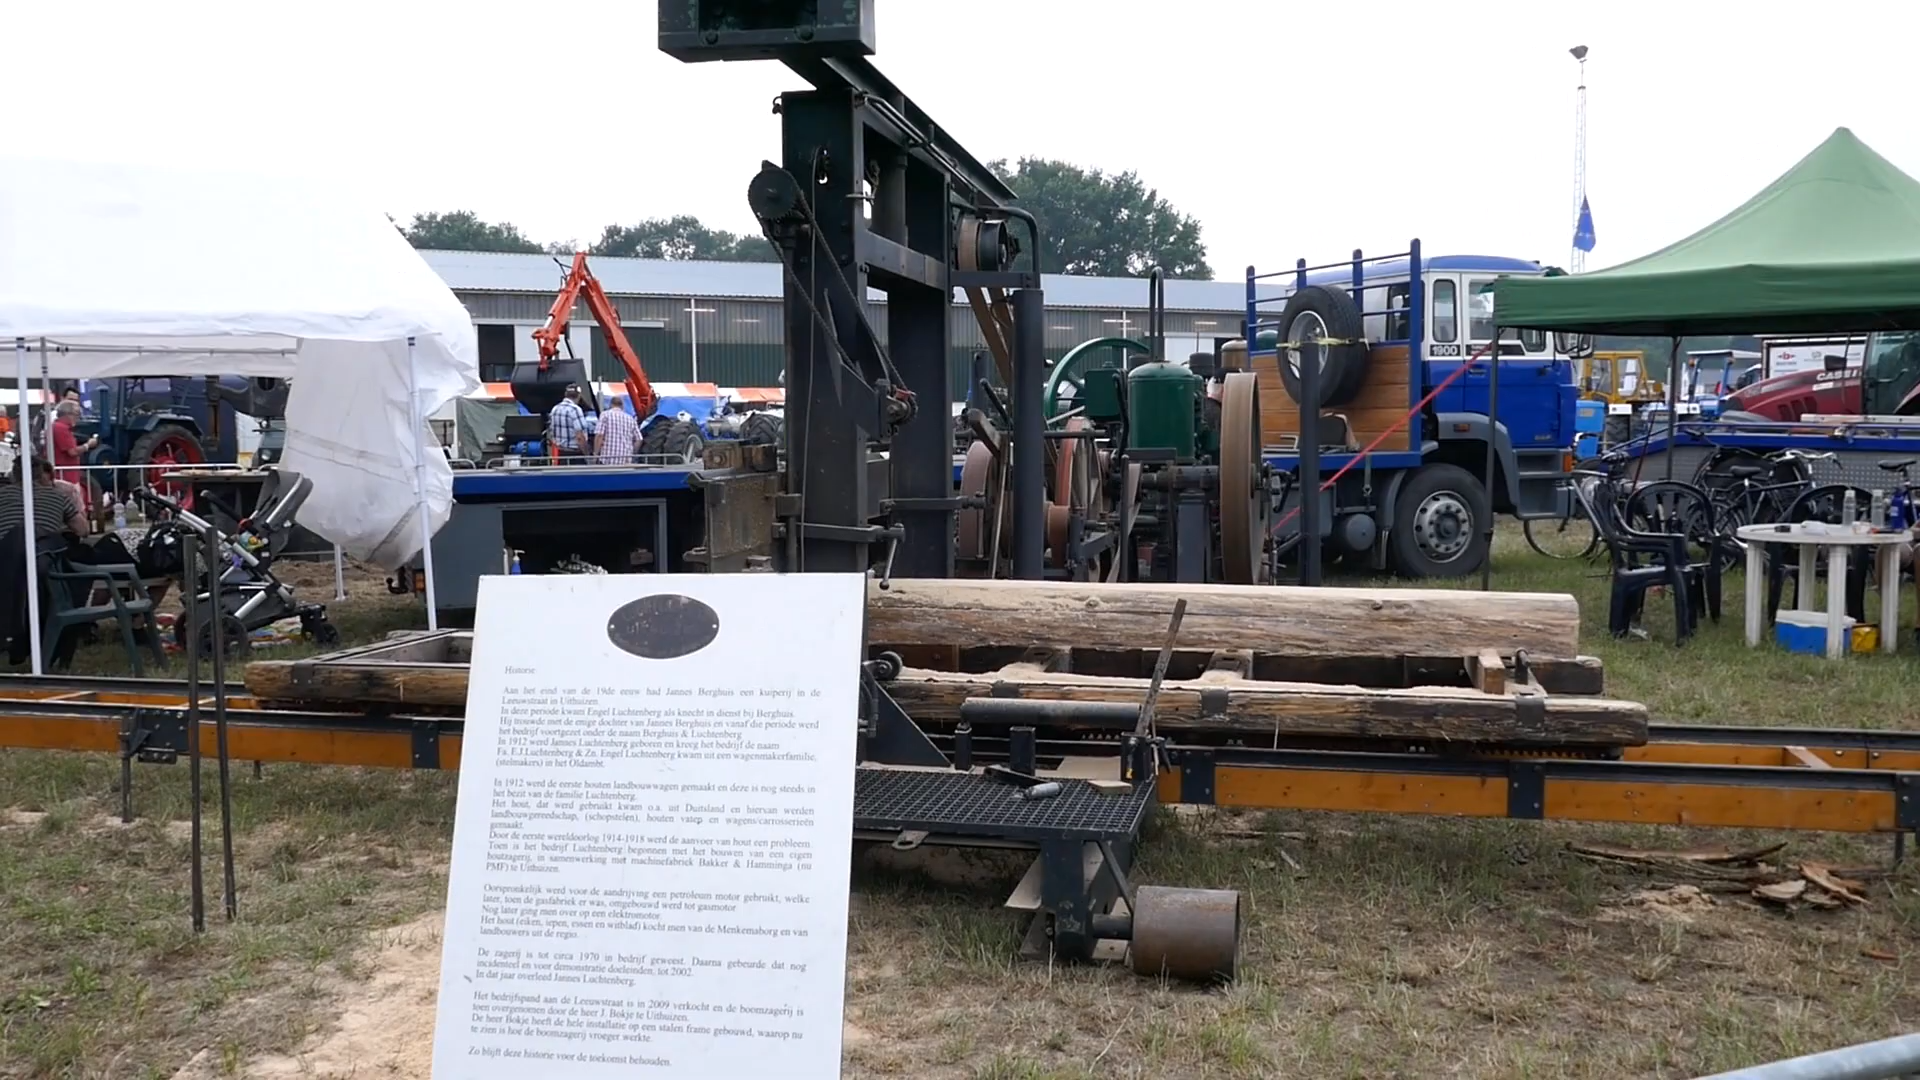 1900
CASE
Historie
Aan het eind van de 19de eeuw had Jannes Berghuis een kuiperij in de
Leeuwstraat in Uithuizen.
In deze periode kwam Engel Luchtenberg als knecht in dienst bij Berghuis.
Hij trouwde met de enige dochter van Jannes Berghuis en vanaf die periode werd
het bedrijf voortgezet onder de naam Berghuis & Luchtenberg
In 1912 werd Jannes Luchtenberg geboren en kreeg het bedrijf de naam
Fa. E.J.Luchtenberg & Zn. Engel Luchtenberg kwam uit een wagenmakerfamilie,
(stelmakers) in het Oldambt.
In 1912 werd de eerste houten landbouwwagen gemaakt en deze is nog steeds in
het bezit van de familie Luchtenberg.
Het hout, dat werd gebruikt kwam o.a. uit Duitsland en hiervan werden
landbouwgereedschap, (schopstelen), houten vaten en wagens/carrosserieën
gemaakt.
Door de eerste wereldoorlog 1914-1918 werd de aanvoer van hout een probleem.
Toen is het bedrijf Luchtenberg begonnen met het bouwen van een eigen
houtzagerij, in samenwerking met machinefabriek Bakker & Hamminga (nu
PMF) te Uithuizen.
Oorspronkelijk werd voor de aandrijving een petroleum motor gebruikt, welke
later, toen de gasfabriek er was, omgebouwd werd tot gasmotor.
Nog later ging men over op een elektromotor.
Het hout (eiken, iepen, essen en witblad) kocht men van de Menkemaborg en van
landbouwers uit de regio.
De zagerij is tot circa 1970 in bedrijf geweest. Daarna gebeurde dat nog
incidenteel en voor demonstratie doeleinden, tot 2002.
In dat jaar overleed Jannes Luchtenberg.
Het bedrijfspand aan de Leeuwstraat is in 2009 verkocht en de boomzagerij is
toen overgenomen door de heer J. Bokje te Uithuizen.
De heer Bokje heeft de hele installatie op een stalen frame gebouwd, waarop nu
te zien is hoe de boomzagerij vroeger werkte.
Zo blijft deze historie voor de toekomst behouden.